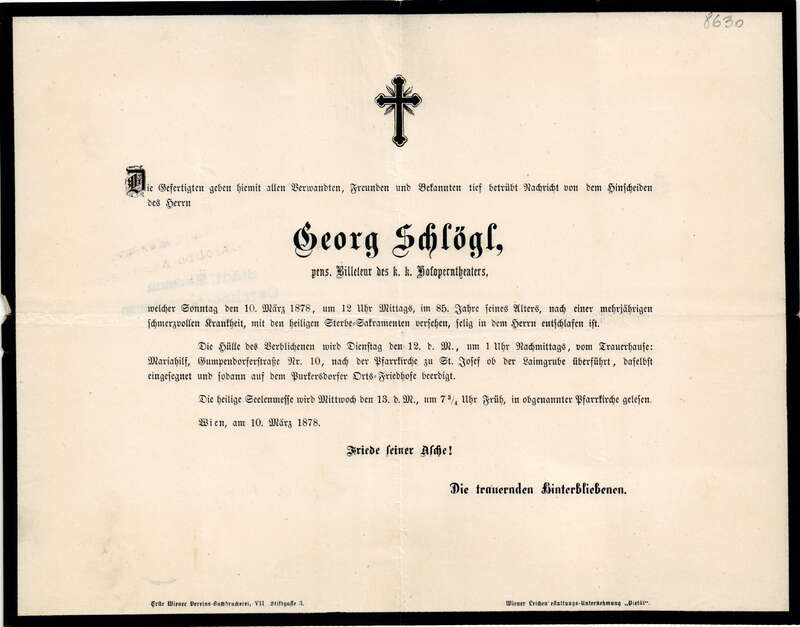 8630
Die Gefertigten geben hiemit allen Verwandten, Freunden und Bekannten tief betrübt Nachricht von dem Hinscheiden
des Herrn
Georg Schlögl,
pens. Billeteur des k. k. Hofoperntheaters,
welcher Sonntag den 10. März 1878, um 12 Uhr Mittags, im 85. Jahre seines Alters, nach einer mehrjährigen
schmerzvollen Krankheit, mit den heiligen Sterbe-Sakramenten versehen, selig in dem Herrn entschlafen ist.
Die Hülle des Verblichenen wird Dienstag den 12. d. M., um 1 Uhr Nachmittags, vom Trauerhause:
Mariahilf, Gumpendorferstraße Nr. 10, nach der Pfarrkirche zu St. Josef ob der Laimgrube überführt, daselbst
eingesegnet und sodann auf dem Purkersdorfer Orts-Friedhofe beerdigt.
Die heilige Seelenmesse wird Mittwoch den 13. d. M., um 7 3/4 Uhr Früh, in obgenannter Pfarrkirche gelesen.
Wien, am 10. März 1878.
Friede seiner Asche!
Die trauernden Hinterbliebenen.
Erste Wiener Vereins-Buchdruckerei, VII. Stiftgasse 3.
Wiener Leichenbestattungs-Unternehmung „Pietät".